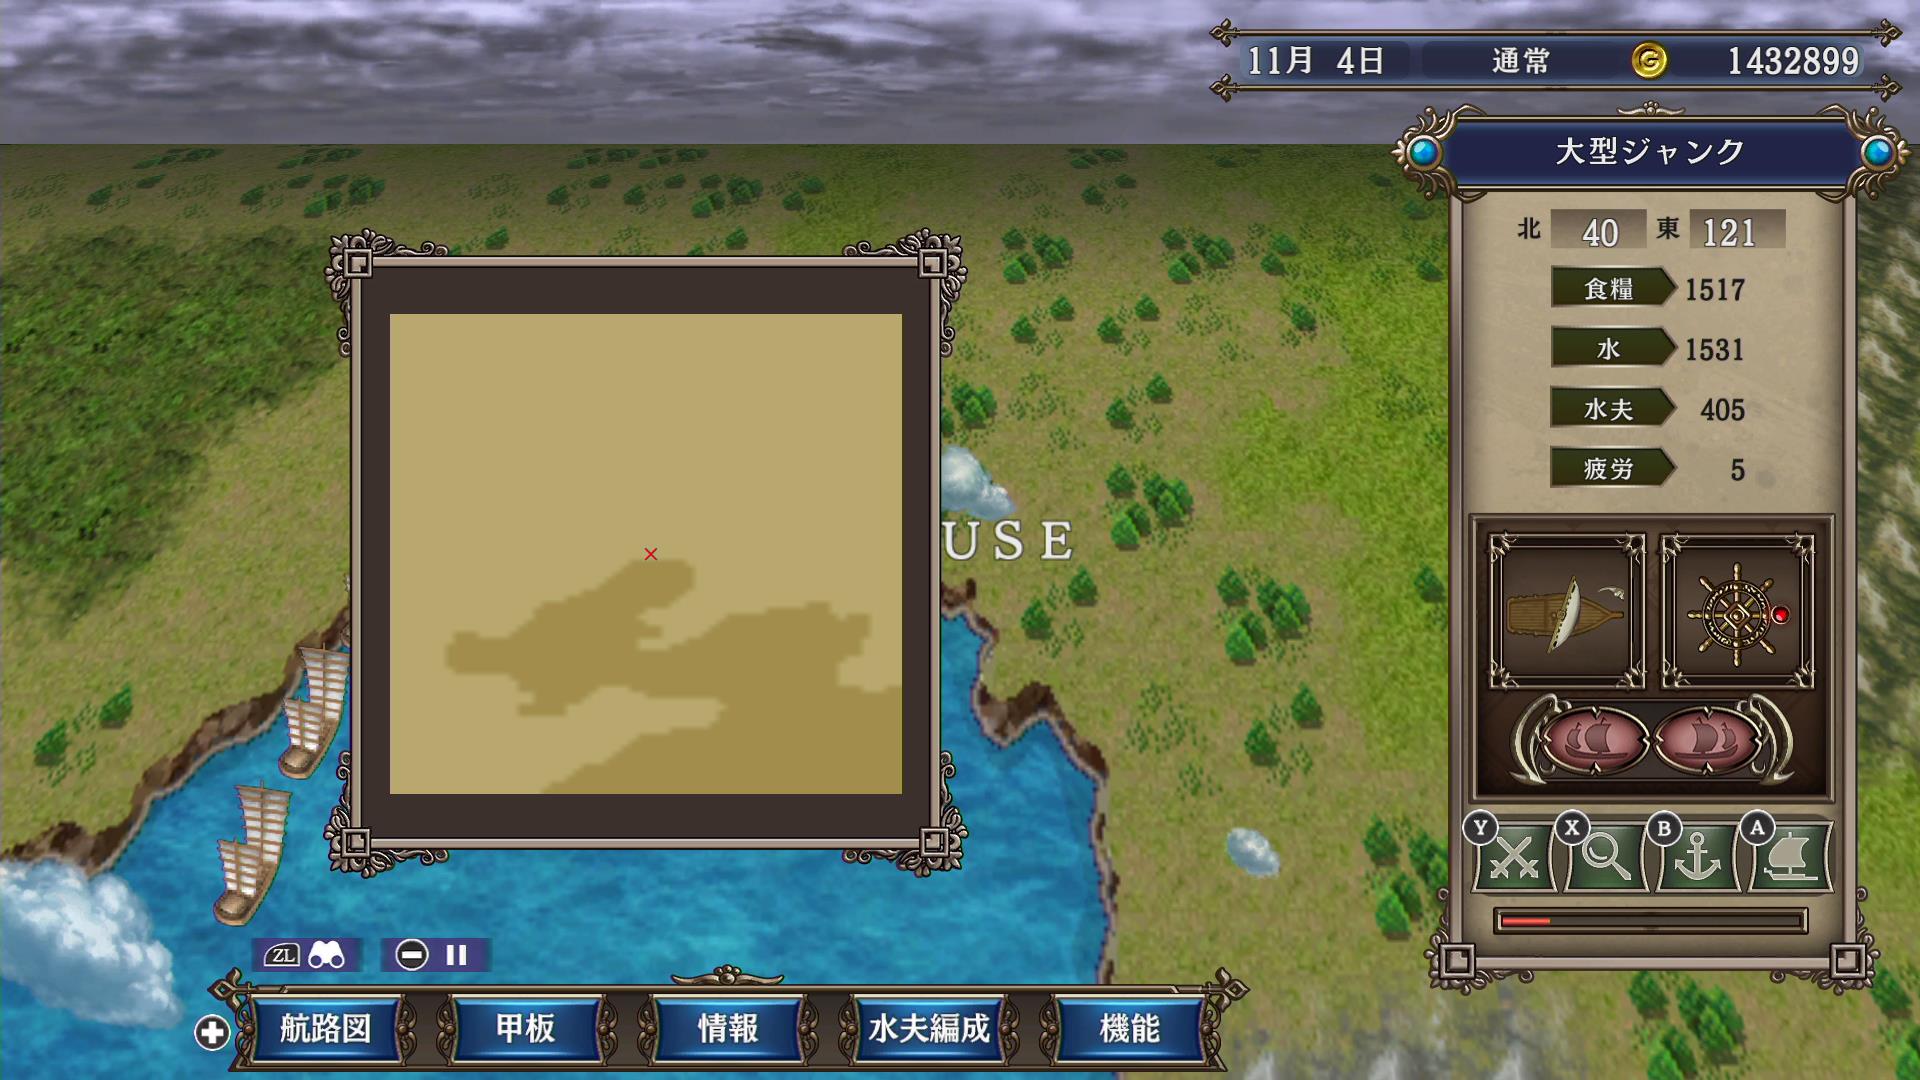 11月 4日 通常 1432899
大型ジャンク
北 40 東 121
食糧 1517
水 1531
水夫 405
疲労 5
USE
Y X B A
ZL
航路図 甲板 情報 水夫編成 機能